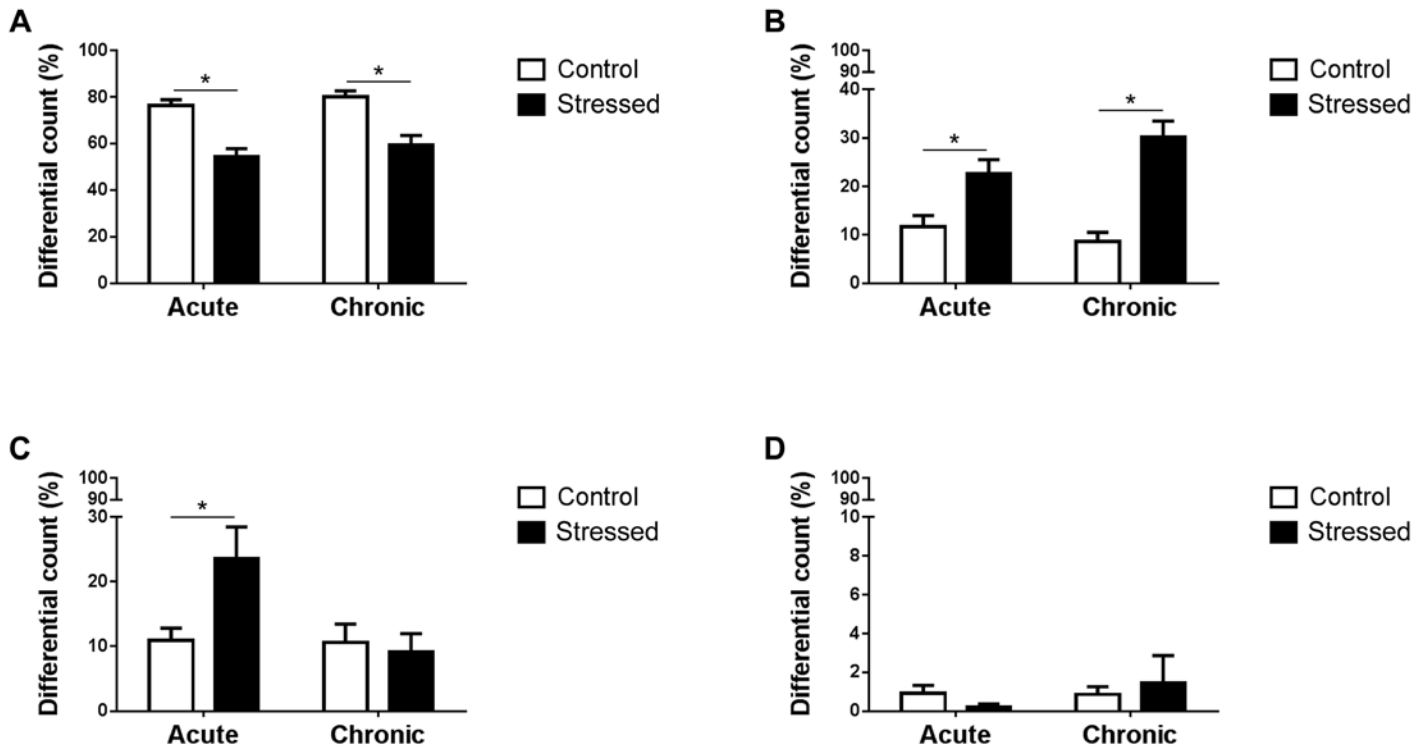 A
Differential count (%)
100
80
60
40
20
0
*
*
Acute
Chronic
Control
Stressed
B
Differential count (%)
100
90
40
30
20
10
0
*
*
Acute
Chronic
Control
Stressed
C
Differential count (%)
100
90
30
20
10
0
*
Acute
Chronic
Control
Stressed
D
Differential count (%)
100
90
10
8
6
4
2
0
Acute
Chronic
Control
Stressed